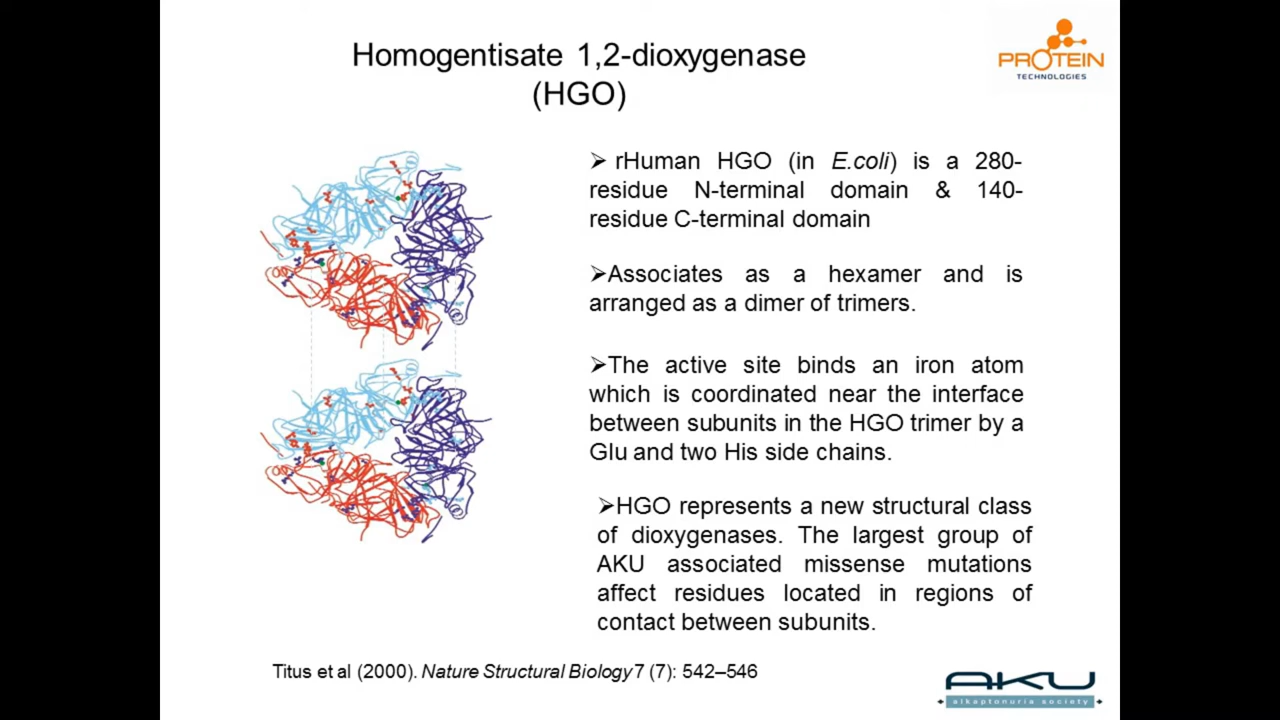 Homogentisate 1,2-dioxygenase
(HGO)
PROTEIN
TECHNOLOGIES
➢ rHuman HGO (in E.coli) is a 280-
residue N-terminal domain & 140-
residue C-terminal domain
➢Associates as a hexamer and is
arranged as a dimer of trimers.
➢The active site binds an iron atom
which is coordinated near the interface
between subunits in the HGO trimer by a
Glu and two His side chains.
➢HGO represents a new structural class
of dioxygenases. The largest group of
AKU associated missense mutations
affect residues located in regions of
contact between subunits.
Titus et al (2000). Nature Structural Biology 7 (7): 542–546
AKU
alkaptonuria society